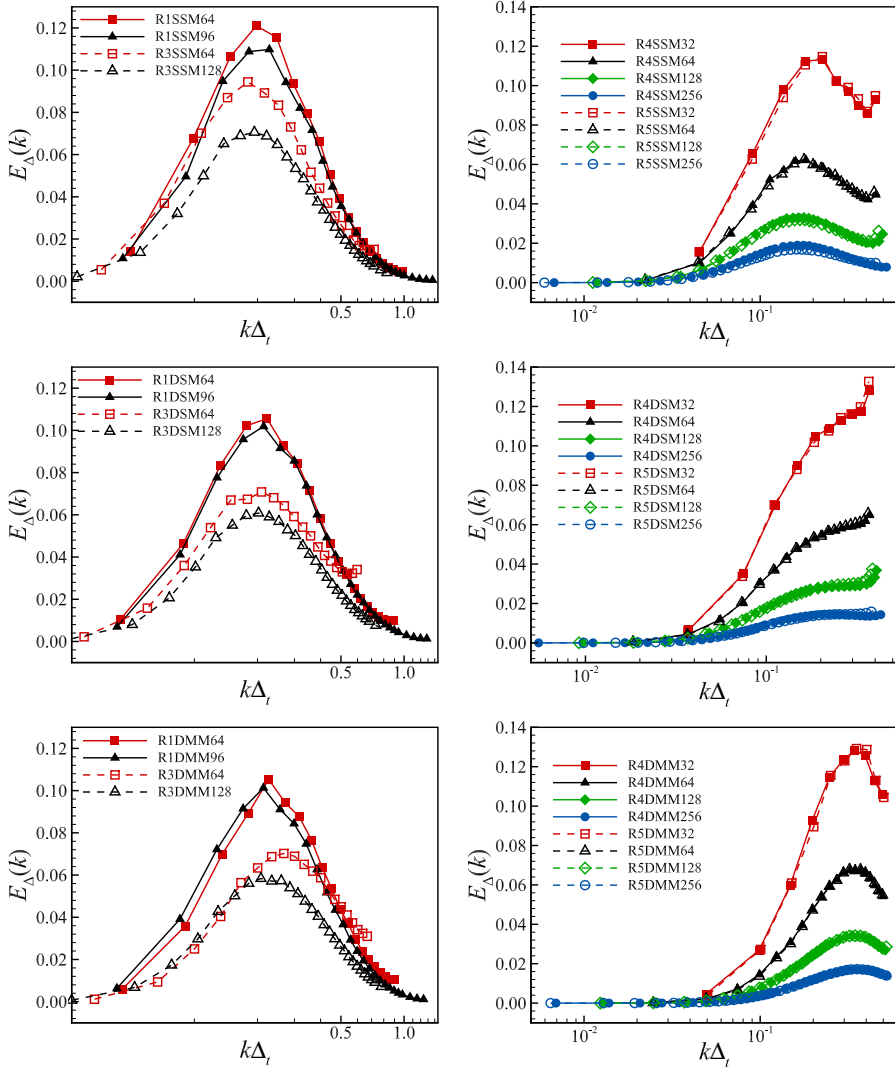 0.12
0.10
0.08
0.06
0.04
0.02
0.00
E_Δ(k)
R1SSM64
R1SSM96
R3SSM64
R3SSM128
0.5
1.0
kΔ_t
0.14
0.12
0.10
0.08
0.06
0.04
0.02
0.00
E_Δ(k)
R4SSM32
R4SSM64
R4SSM128
R4SSM256
R5SSM32
R5SSM64
R5SSM128
R5SSM256
10^-2
10^-1
kΔ_t
0.12
0.10
0.08
0.06
0.04
0.02
0.00
E_Δ(k)
R1DSM64
R1DSM96
R3DSM64
R3DSM128
0.5
1.0
kΔ_t
0.14
0.12
0.10
0.08
0.06
0.04
0.02
0.00
E_Δ(k)
R4DSM32
R4DSM64
R4DSM128
R4DSM256
R5DSM32
R5DSM64
R5DSM128
R5DSM256
10^-2
10^-1
kΔ_t
0.12
0.10
0.08
0.06
0.04
0.02
0.00
E_Δ(k)
R1DMM64
R1DMM96
R3DMM64
R3DMM128
0.5
1.0
kΔ_t
0.14
0.12
0.10
0.08
0.06
0.04
0.02
0.00
E_Δ(k)
R4DMM32
R4DMM64
R4DMM128
R4DMM256
R5DMM32
R5DMM64
R5DMM128
R5DMM256
10^-2
10^-1
kΔ_t